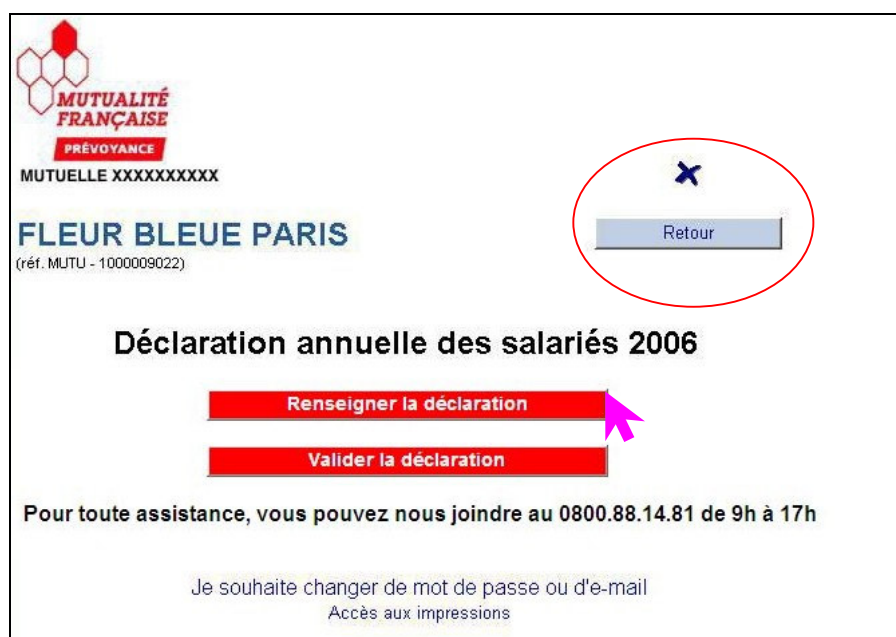 MUTUALITÉ
FRANÇAISE
PRÉVOYANCE
MUTUELLE XXXXXXXXXX
FLEUR BLEUE PARIS
Retour
(réf. MUTU - 1000009022)
Déclaration annuelle des salariés 2006
Renseigner la déclaration
Valider la déclaration
Pour toute assistance, vous pouvez nous joindre au 0800.88.14.81 de 9h à 17h
Je souhaite changer de mot de passe ou d'e-mail
Accès aux impressions